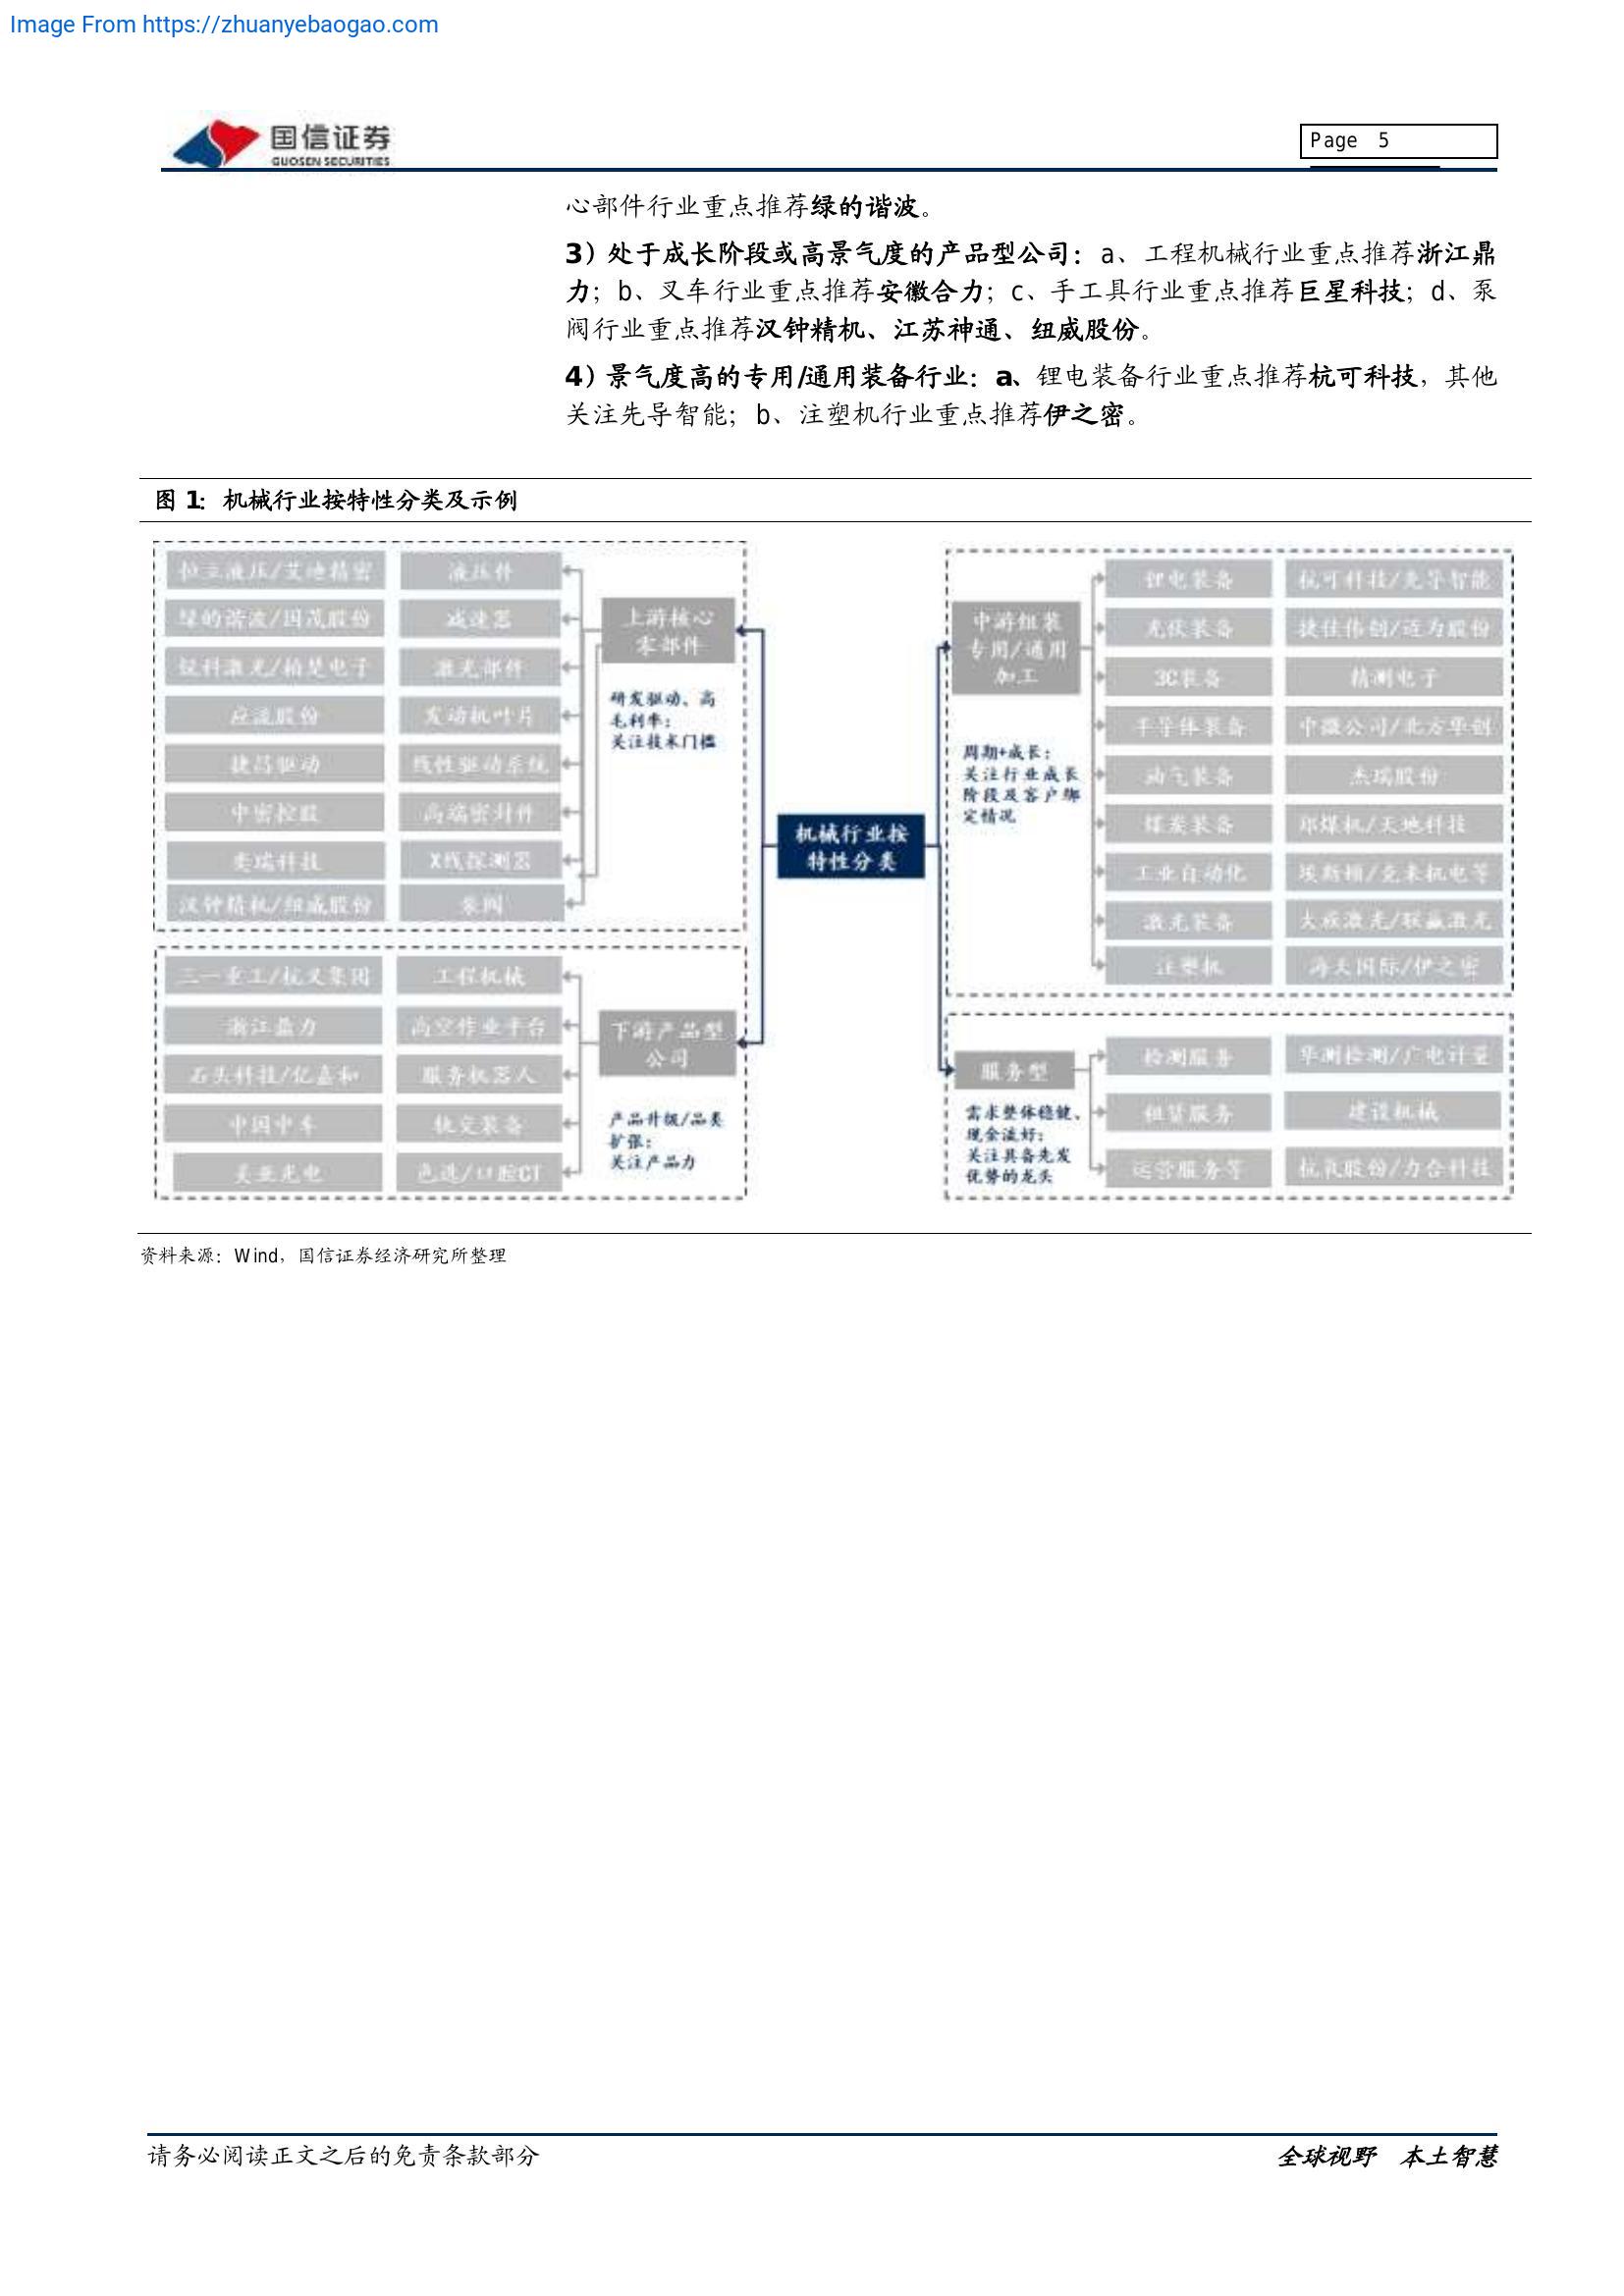 Image From https://zhuanyebaogao.com
国信证券
GUOSEN SECURITIES
Page 5
心部件行业重点推荐绿的谐波。
3）处于成长阶段或高景气度的产品型公司：a、工程机械行业重点推荐浙江鼎
力；b、叉车行业重点推荐安徽合力；c、手工具行业重点推荐巨星科技；d、泵
阀行业重点推荐汉钟精机、江苏神通、纽威股份。
4）景气度高的专用/通用装备行业：a、锂电装备行业重点推荐杭可科技，其他
关注先导智能；b、注塑机行业重点推荐伊之密。
图 1：机械行业按特性分类及示例
恒立液压/艾迪精密 液压件
绿的谐波/国茂股份 减速器
锐科激光/柏楚电子 激光部件
应流股份 发动机叶片
捷昌驱动 线性驱动系统
中密控股 高端密封件
奕瑞科技 X线探测器
汉钟精机/纽威股份 泵阀
上游核心
零部件
研发驱动、高
毛利率：
关注技术门槛
三一重工/杭叉集团 工程机械
浙江鼎力 高空作业平台
石头科技/亿嘉和 服务机器人
中国中车 轨交装备
美亚光电 色选/口腔CT
下游产品型
公司
产品升级/品类
扩张：
关注产品力
机械行业按
特性分类
中游组装
专用/通用
加工
周期+成长：
关注行业成长
阶段及客户绑
定情况
锂电装备 杭可科技/先导智能
光伏装备 捷佳伟创/迈为股份
3C装备 精测电子
半导体装备 中微公司/北方华创
油气装备 杰瑞股份
煤炭装备 郑煤机/天地科技
工业自动化 埃斯顿/克来机电等
激光装备 大族激光/联赢激光
注塑机 海天国际/伊之密
服务型
需求整体稳健、
现金流好：
关注具备先发
优势的龙头
检测服务 华测检测/广电计量
租赁服务 建设机械
运营服务等 杭氧股份/力合科技
资料来源：Wind，国信证券经济研究所整理
请务必阅读正文之后的免责条款部分
全球视野 本土智慧